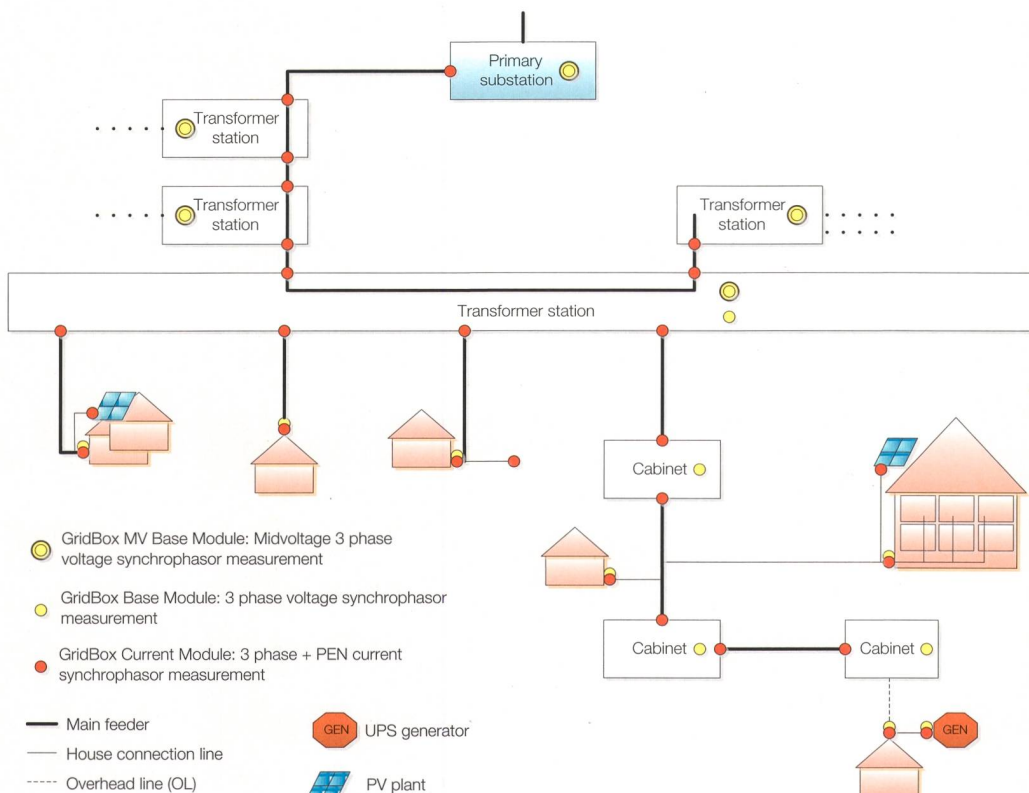 Primary
substation
Transformer
station
Transformer
station
Transformer
station
Transformer station
Cabinet
Cabinet
Cabinet
GridBox MV Base Module: Midvoltage 3 phase
voltage synchrophasor measurement
GridBox Base Module: 3 phase voltage synchrophasor
measurement
GridBox Current Module: 3 phase + PEN current
synchrophasor measurement
Main feeder
House connection line
Overhead line (OL)
GEN UPS generator
PV plant
GEN